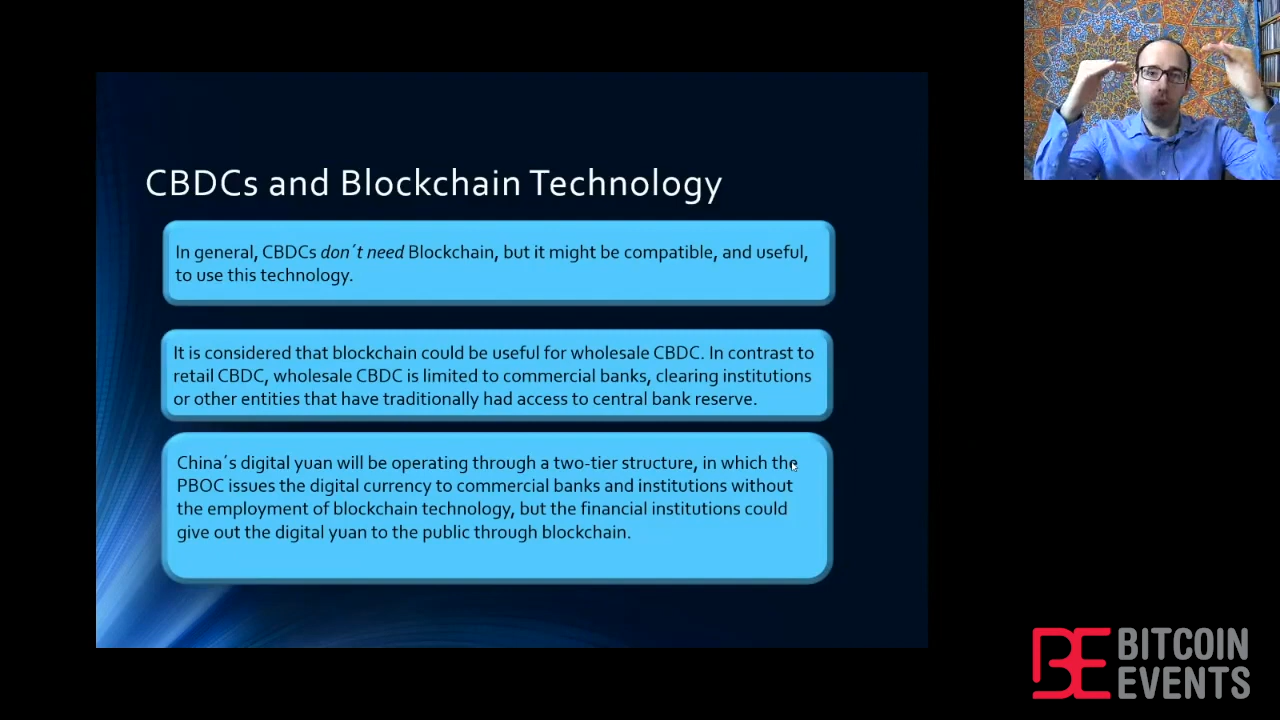 CBDCs and Blockchain Technology
In general, CBDCs don´t need Blockchain, but it might be compatible, and useful,
to use this technology.
It is considered that blockchain could be useful for wholesale CBDC. In contrast to
retail CBDC, wholesale CBDC is limited to commercial banks, clearing institutions
or other entities that have traditionally had access to central bank reserve.
China´s digital yuan will be operating through a two-tier structure, in which the
PBOC issues the digital currency to commercial banks and institutions without
the employment of blockchain technology, but the financial institutions could
give out the digital yuan to the public through blockchain.
BE BITCOIN
EVENTS